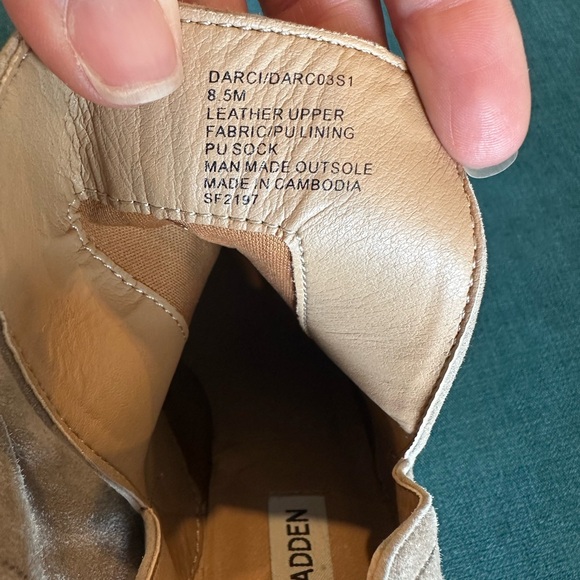 DARCI/DARC03S1
8.5M
LEATHER UPPER
FABRIC/PU LINING
PU SOCK
MAN MADE OUTSOLE
MADE IN CAMBODIA
SF2197
ADDEN